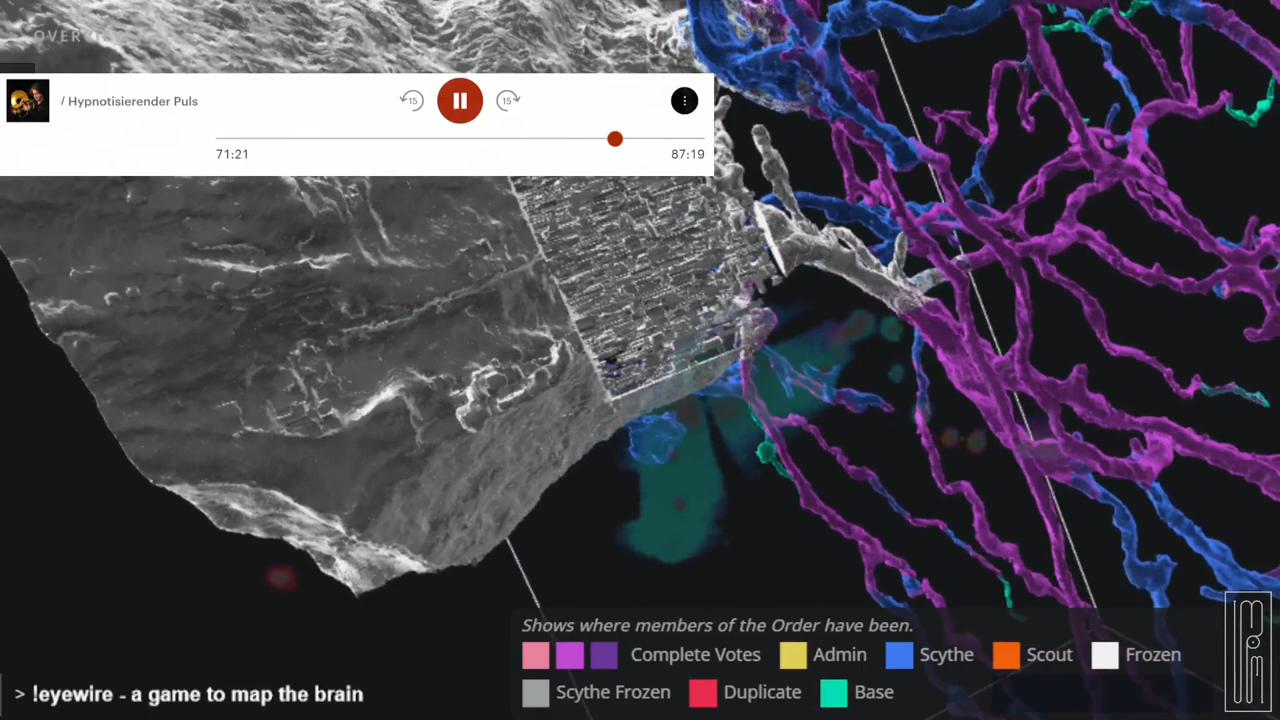 OVER
/ Hypnotisierender Puls
15
15
71:21
87:19
Shows where members of the Order have been.
Complete Votes
Admin
Scythe
Scout
Frozen
Scythe Frozen
Duplicate
Base
> !eyewire - a game to map the brain